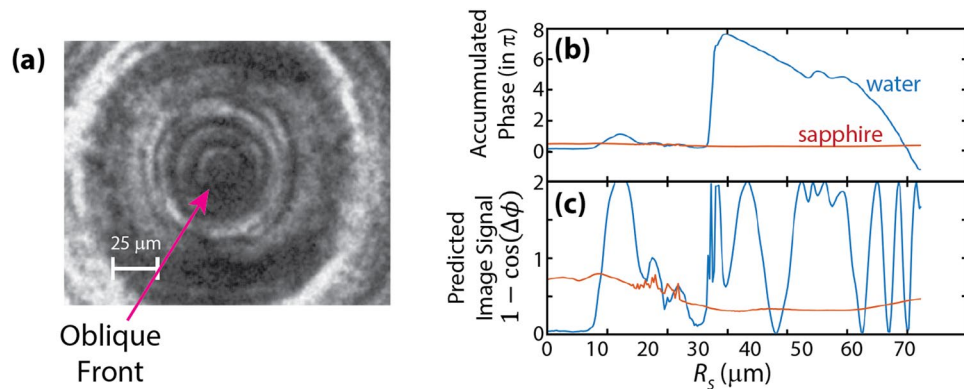 (a)
25 μm
Oblique
Front
(b)
Accummulated
Phase (in π)
8
6
4
2
0
water
sapphire
(c)
Predicted
Image Signal
1 − cos(Δϕ)
2
1
0
0 10 20 30 40 50 60 70
R_s (μm)